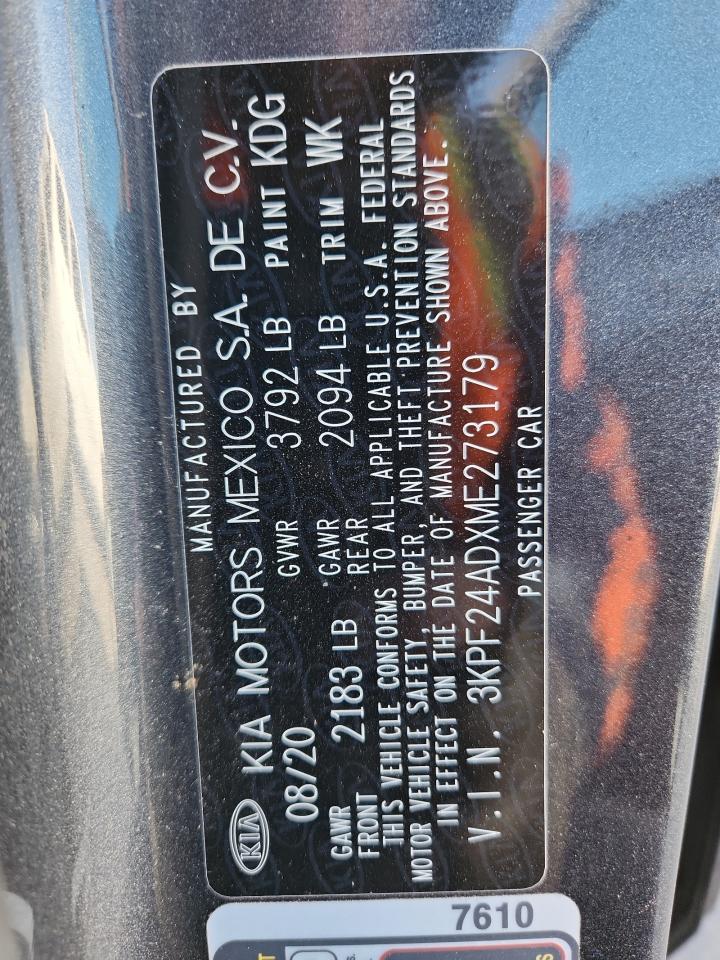 MANUFACTURED BY
KIA KIA MOTORS MEXICO S.A. DE C.V.
08/20 GVWR 3792 LB PAINT KDG
GAWR FRONT 2183 LB GAWR REAR 2094 LB TRIM WK
THIS VEHICLE CONFORMS TO ALL APPLICABLE U.S.A. FEDERAL
MOTOR VEHICLE SAFETY, BUMPER, AND THEFT PREVENTION STANDARDS
IN EFFECT ON THE DATE OF MANUFACTURE SHOWN ABOVE.
V.I.N. 3KPF24ADXME273179
PASSENGER CAR
7610